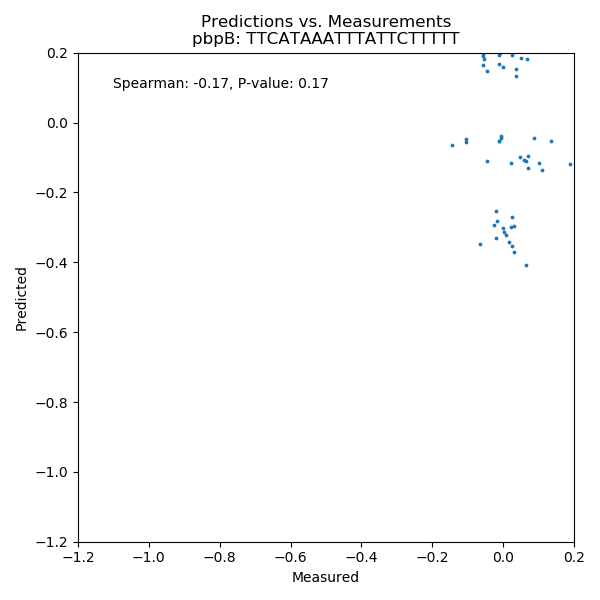 Predictions vs. Measurements
pbpB: TTCATAAATTTATTCTTTTT
Spearman: -0.17, P-value: 0.17
0.2
0.0
−0.2
−0.4
−0.6
−0.8
−1.0
−1.2
Predicted
−1.2 −1.0 −0.8 −0.6 −0.4 −0.2 0.0 0.2
Measured